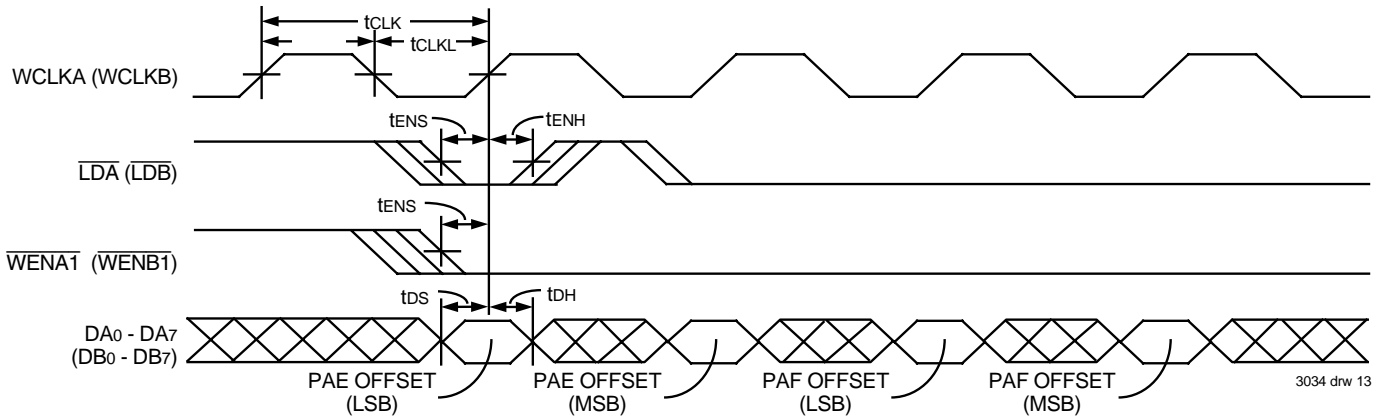 tCLK
tCLKL
WCLKA (WCLKB)
tENS
tENH
LDA (LDB)
tENS
WENA1 (WENB1)
tDS
tDH
DA0 - DA7
(DB0 - DB7)
PAE OFFSET
(LSB)
PAE OFFSET
(MSB)
PAF OFFSET
(LSB)
PAF OFFSET
(MSB)
3034 drw 13